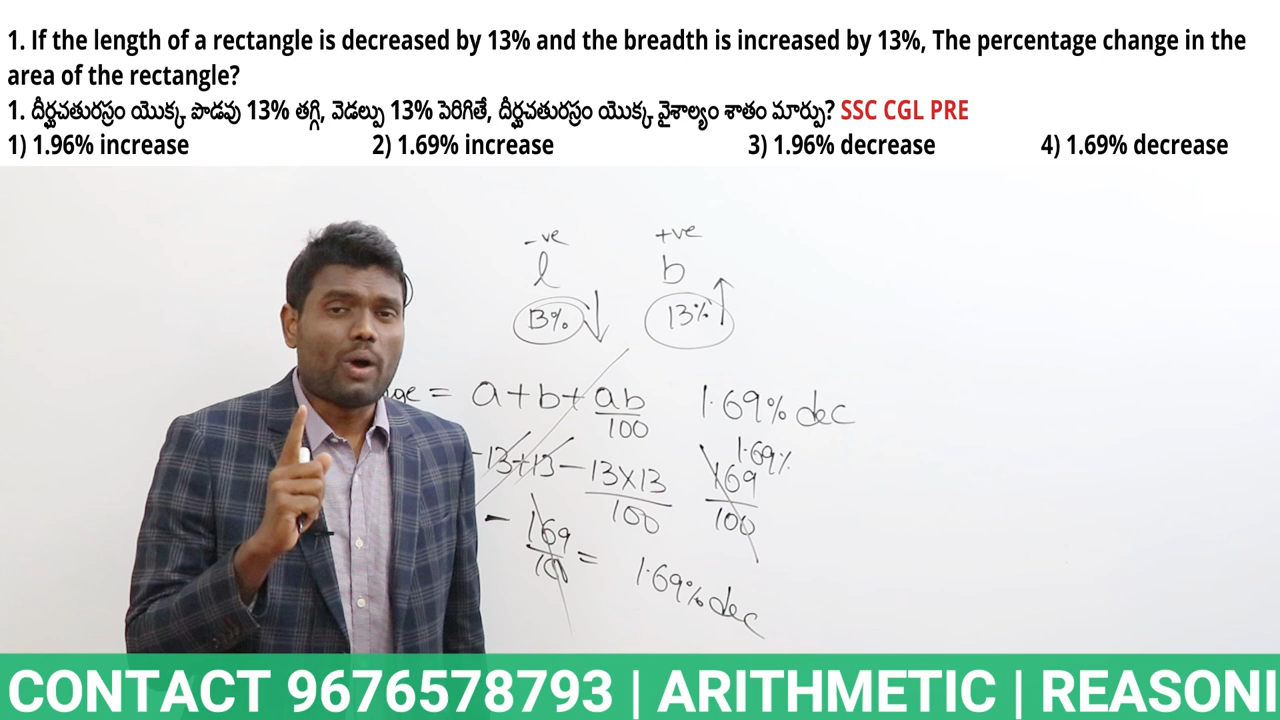 1. If the length of a rectangle is decreased by 13% and the breadth is increased by 13%, The percentage change in the
area of the rectangle?
1. దీర్ఘచతురస్రం యొక్క పొడవు 13% తగ్గి, వెడల్పు 13% పెరిగితే, దీర్ఘచతురస్రం యొక్క వైశాల్యం శాతం మార్పు? SSC CGL PRE
1) 1.96% increase 2) 1.69% increase 3) 1.96% decrease 4) 1.69% decrease
-ve +ve
l b
13% 13%
= a+b+ ab/100 1.69% dec
-13+13 - 13X13/100 169/100 1.69%
- 169/100 = 1.69% dec
CONTACT 9676578793 | ARITHMETIC | REASONI